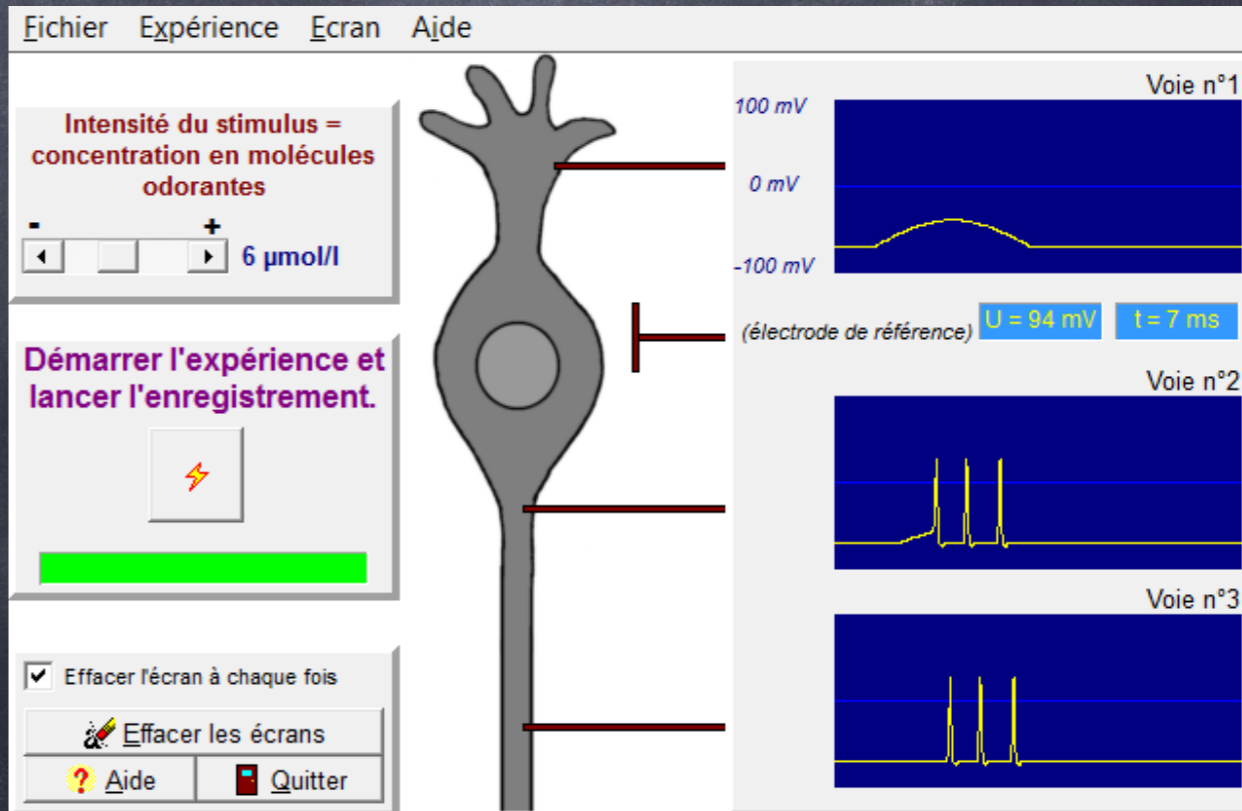 Fichier Expérience Ecran Aide
Intensité du stimulus =
concentration en molécules
odorantes
- +
6 µmol/l
Démarrer l'expérience et
lancer l'enregistrement.
Effacer l'écran à chaque fois
Effacer les écrans
? Aide
Quitter
Voie n°1
100 mV
0 mV
-100 mV
(électrode de référence)
U = 94 mV
t = 7 ms
Voie n°2
Voie n°3